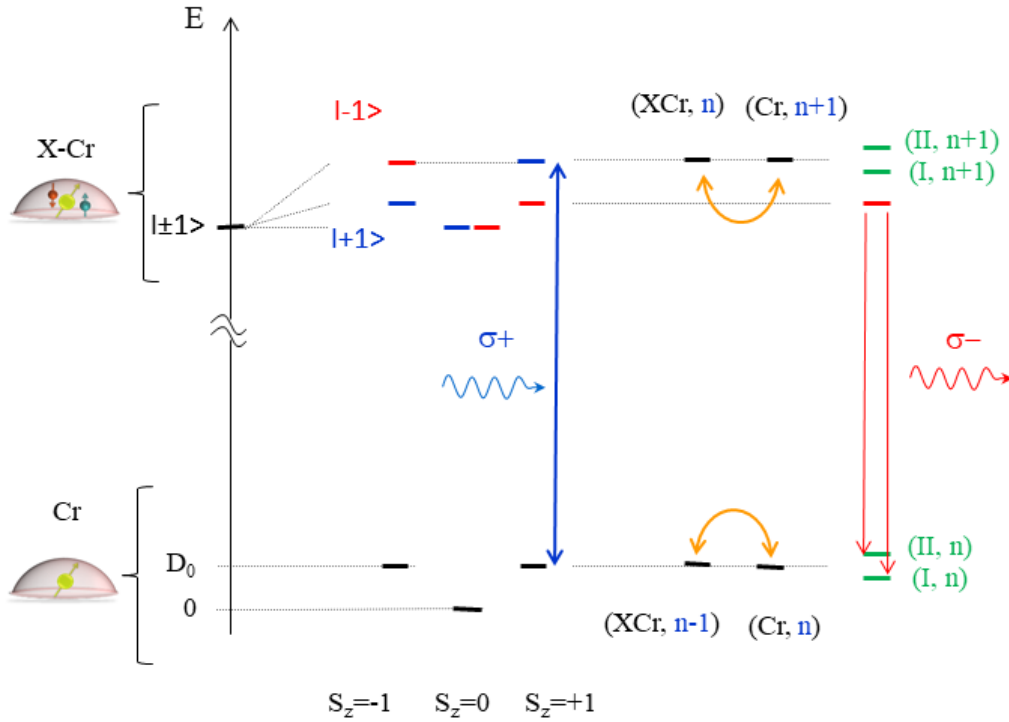 E
|-1>
(XCr, n)
(Cr, n+1)
(II, n+1)
(I, n+1)
X-Cr
|±1>
|+1>
σ+
σ−
Cr
D0
0
(II, n)
(I, n)
(XCr, n-1)
(Cr, n)
Sz=-1
Sz=0
Sz=+1